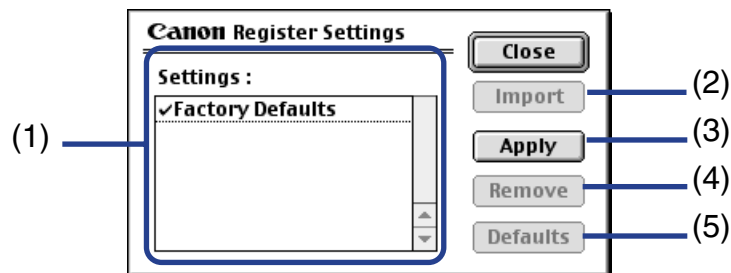 Canon Register Settings
Close
Settings :
Import
(2)
✓Factory Defaults
(1)
Apply
(3)
Remove
(4)
Defaults
(5)